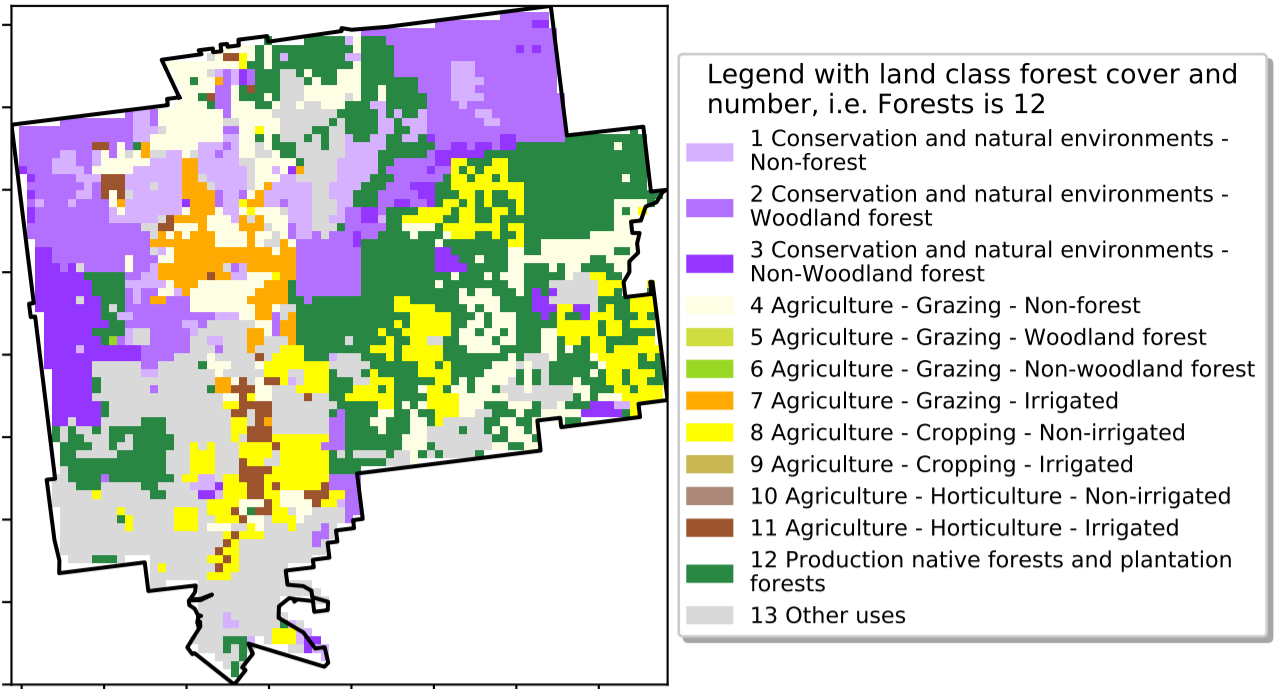 Legend with land class forest cover and
number, i.e. Forests is 12
1 Conservation and natural environments -
Non-forest
2 Conservation and natural environments -
Woodland forest
3 Conservation and natural environments -
Non-Woodland forest
4 Agriculture - Grazing - Non-forest
5 Agriculture - Grazing - Woodland forest
6 Agriculture - Grazing - Non-woodland forest
7 Agriculture - Grazing - Irrigated
8 Agriculture - Cropping - Non-irrigated
9 Agriculture - Cropping - Irrigated
10 Agriculture - Horticulture - Non-irrigated
11 Agriculture - Horticulture - Irrigated
12 Production native forests and plantation
forests
13 Other uses